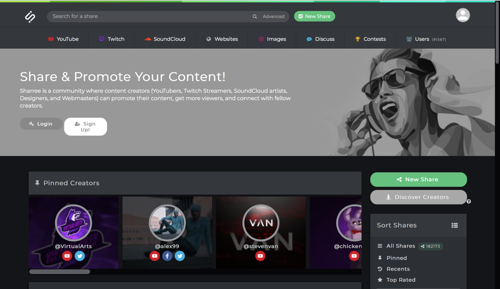 Search for a share
Advanced
New Share
YouTube
Twitch
SoundCloud
Websites
Images
Discuss
Contests
Users
Share & Promote Your Content!
Sharree is a community where content creators (YouTubers, Twitch Streamers, SoundCloud artists,
Designers, and Webmasters) can promote their content, get more viewers, and connect with fellow
creators.
Login
Sign
Up!
Pinned Creators
New Share
Discover Creators
?
Sort Shares
All Shares
Pinned
Recents
Top Rated
VAN
@VirtualArts
@alex99
@stevenvan
@chicken